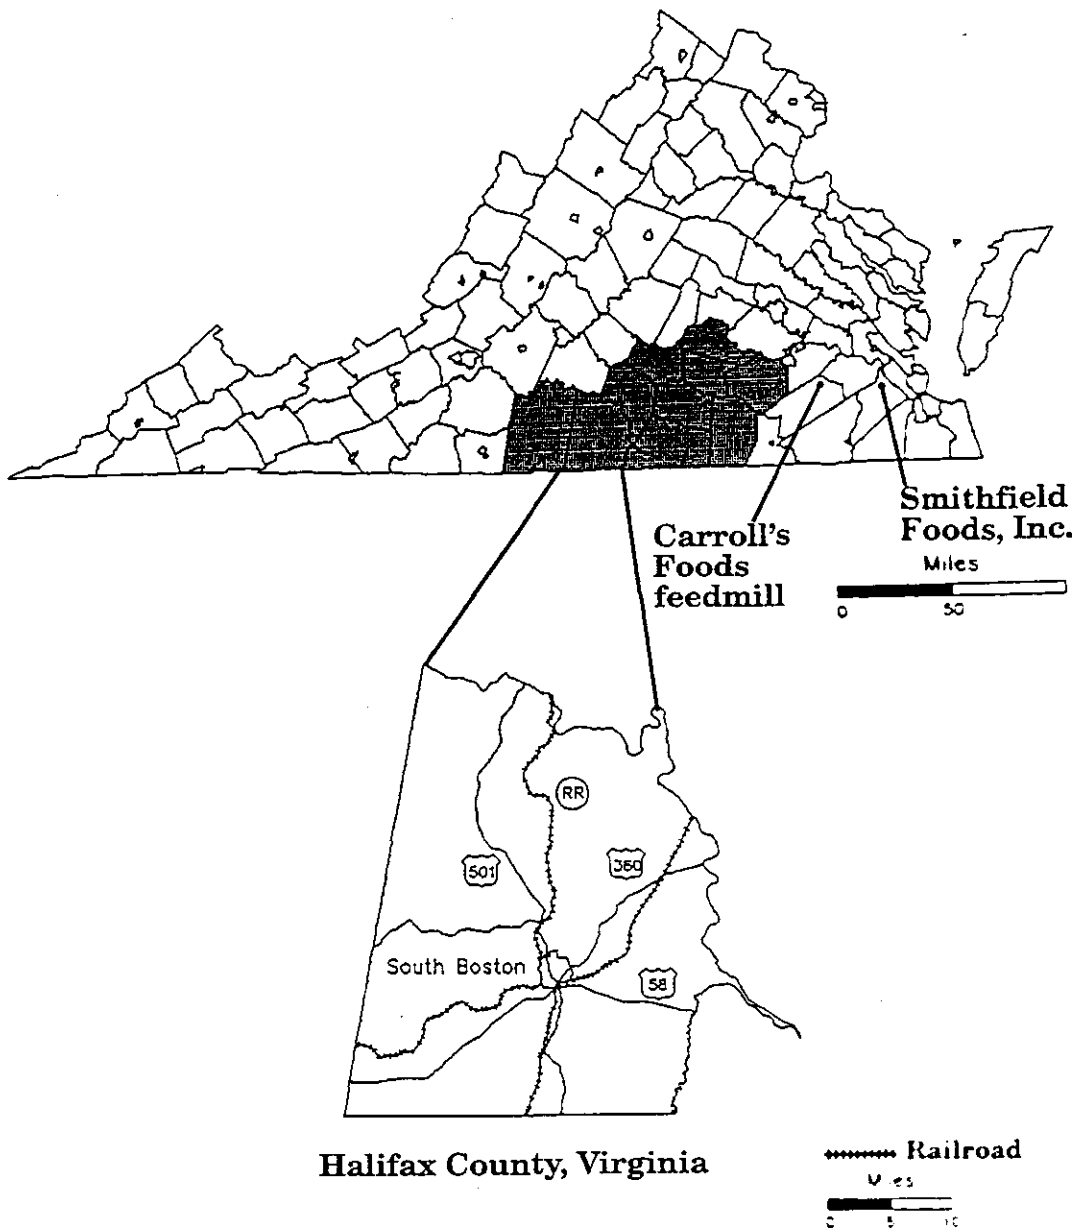 Smithfield
Foods, Inc.
Carroll's
Foods
feedmill
Miles
0 50
RR
501
360
South Boston
58
Halifax County, Virginia
Railroad
0 5 10